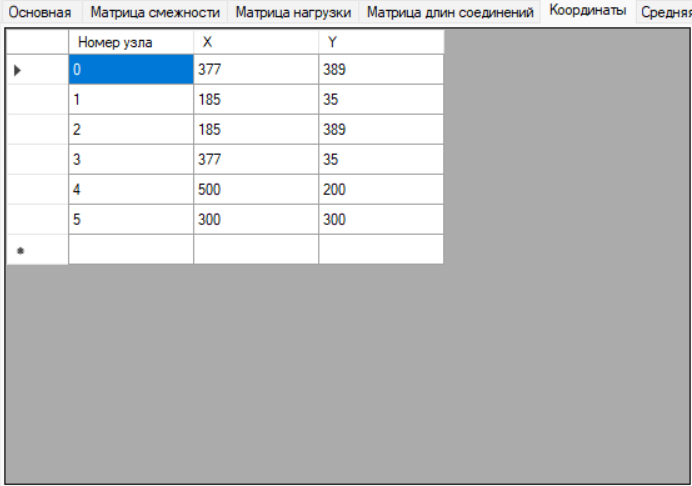 Основная Матрица смежности Матрица нагрузки Матрица длин соединений Координаты Средняя
Номер узла X Y
0 377 389
1 185 35
2 185 389
3 377 35
4 500 200
5 300 300